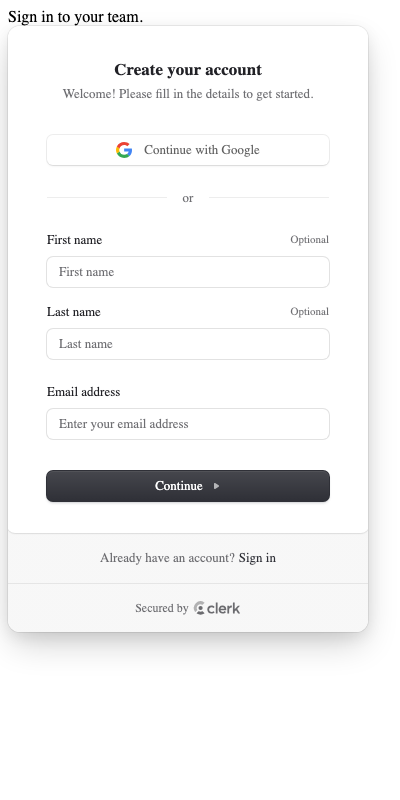 Sign in to your team.
Create your account
Welcome! Please fill in the details to get started.
Continue with Google
or
First name Optional
First name
Last name Optional
Last name
Email address
Enter your email address
Continue
Already have an account? Sign in
Secured by clerk